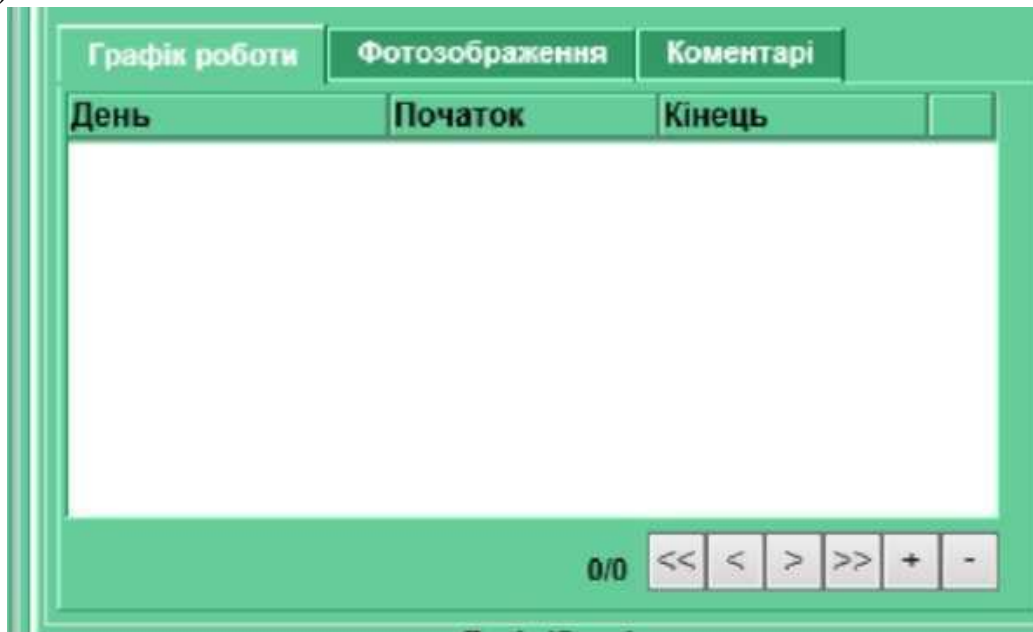 Графік роботи Фотозображення Коментарі
День Початок Кінець
0/0 << < > >> + -